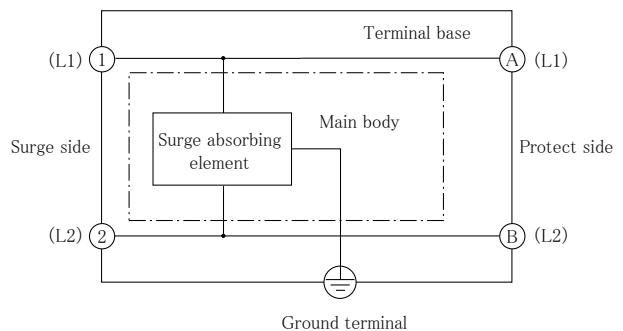 Terminal base
(L1) 1
A (L1)
Main body
Surge absorbing
element
Surge side
Protect side
(L2) 2
B (L2)
Ground terminal